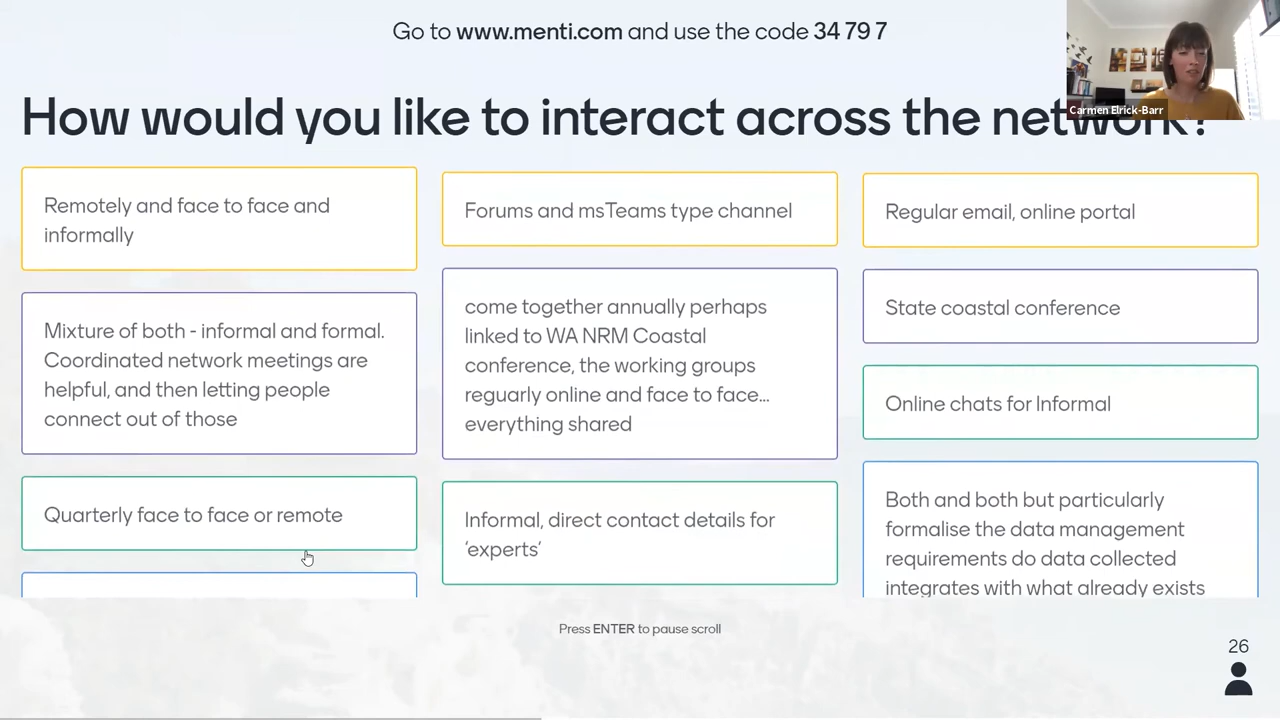 Go to www.menti.com and use the code 34 79 7
Carmen Elrick-Barr
How would you like to interact across the network?
Remotely and face to face and
informally
Mixture of both - informal and formal.
Coordinated network meetings are
helpful, and then letting people
connect out of those
Quarterly face to face or remote
Forums and msTeams type channel
come together annually perhaps
linked to WA NRM Coastal
conference, the working groups
reguarly online and face to face...
everything shared
Informal, direct contact details for
'experts'
Regular email, online portal
State coastal conference
Online chats for Informal
Both and both but particularly
formalise the data management
requirements do data collected
integrates with what already exists
Press ENTER to pause scroll
26